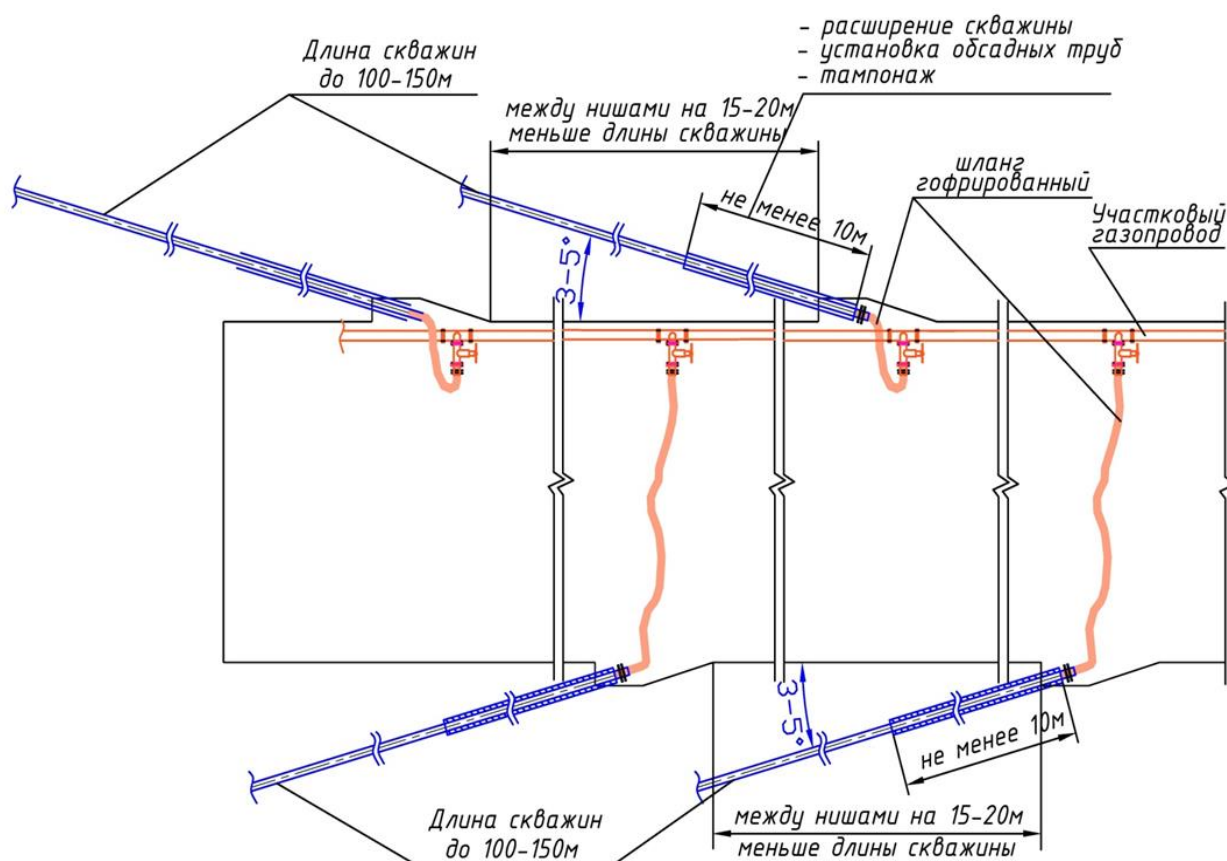 Длина скважин
до 100-150м
- расширение скважины
- установка обсадных труб
- тампонаж
между нишами на 15-20м
меньше длины скважины
шланг
гофрированный
Участковый
газопровод
не менее 10м
3-5°
3-5°
не менее 10м
Длина скважин
до 100-150м
между нишами на 15-20м
меньше длины скважины